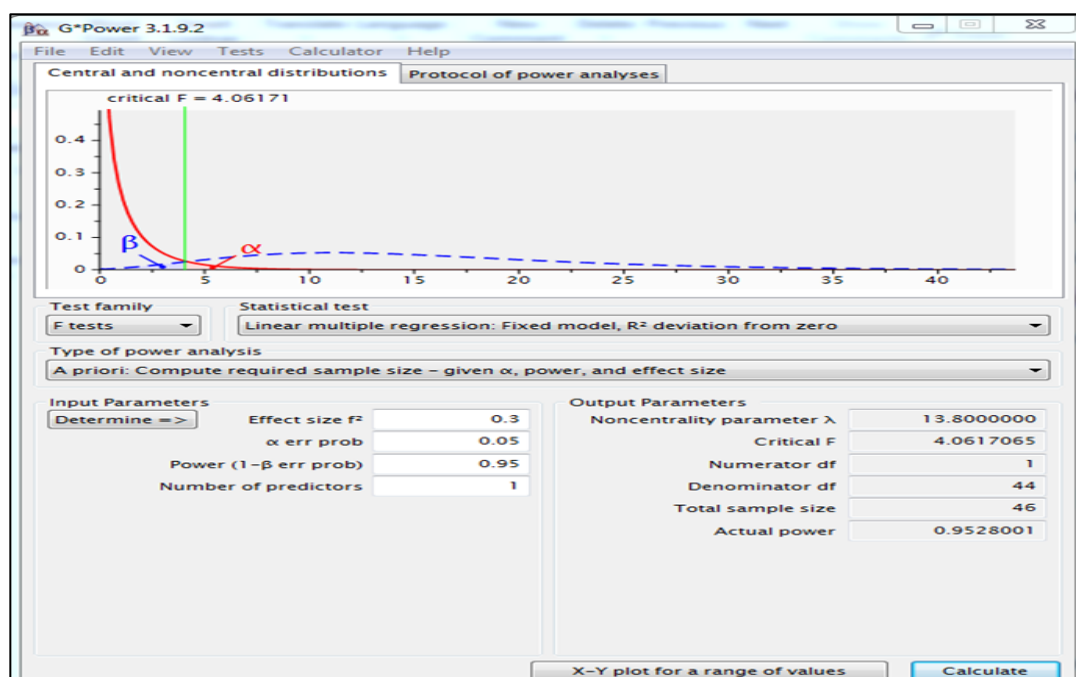 βα G*Power 3.1.9.2
File Edit View Tests Calculator Help
Central and noncentral distributions Protocol of power analyses
critical F = 4.06171
0.4
0.3
0.2
0.1
0
β α
0 5 10 15 20 25 30 35 40
Test family Statistical test
F tests Linear multiple regression: Fixed model, R² deviation from zero
Type of power analysis
A priori: Compute required sample size – given α, power, and effect size
Input Parameters Output Parameters
Determine => Effect size f² 0.3 Noncentrality parameter λ 13.8000000
α err prob 0.05 Critical F 4.0617065
Power (1-β err prob) 0.95 Numerator df 1
Number of predictors 1 Denominator df 44
Total sample size 46
Actual power 0.9528001
X-Y plot for a range of values Calculate